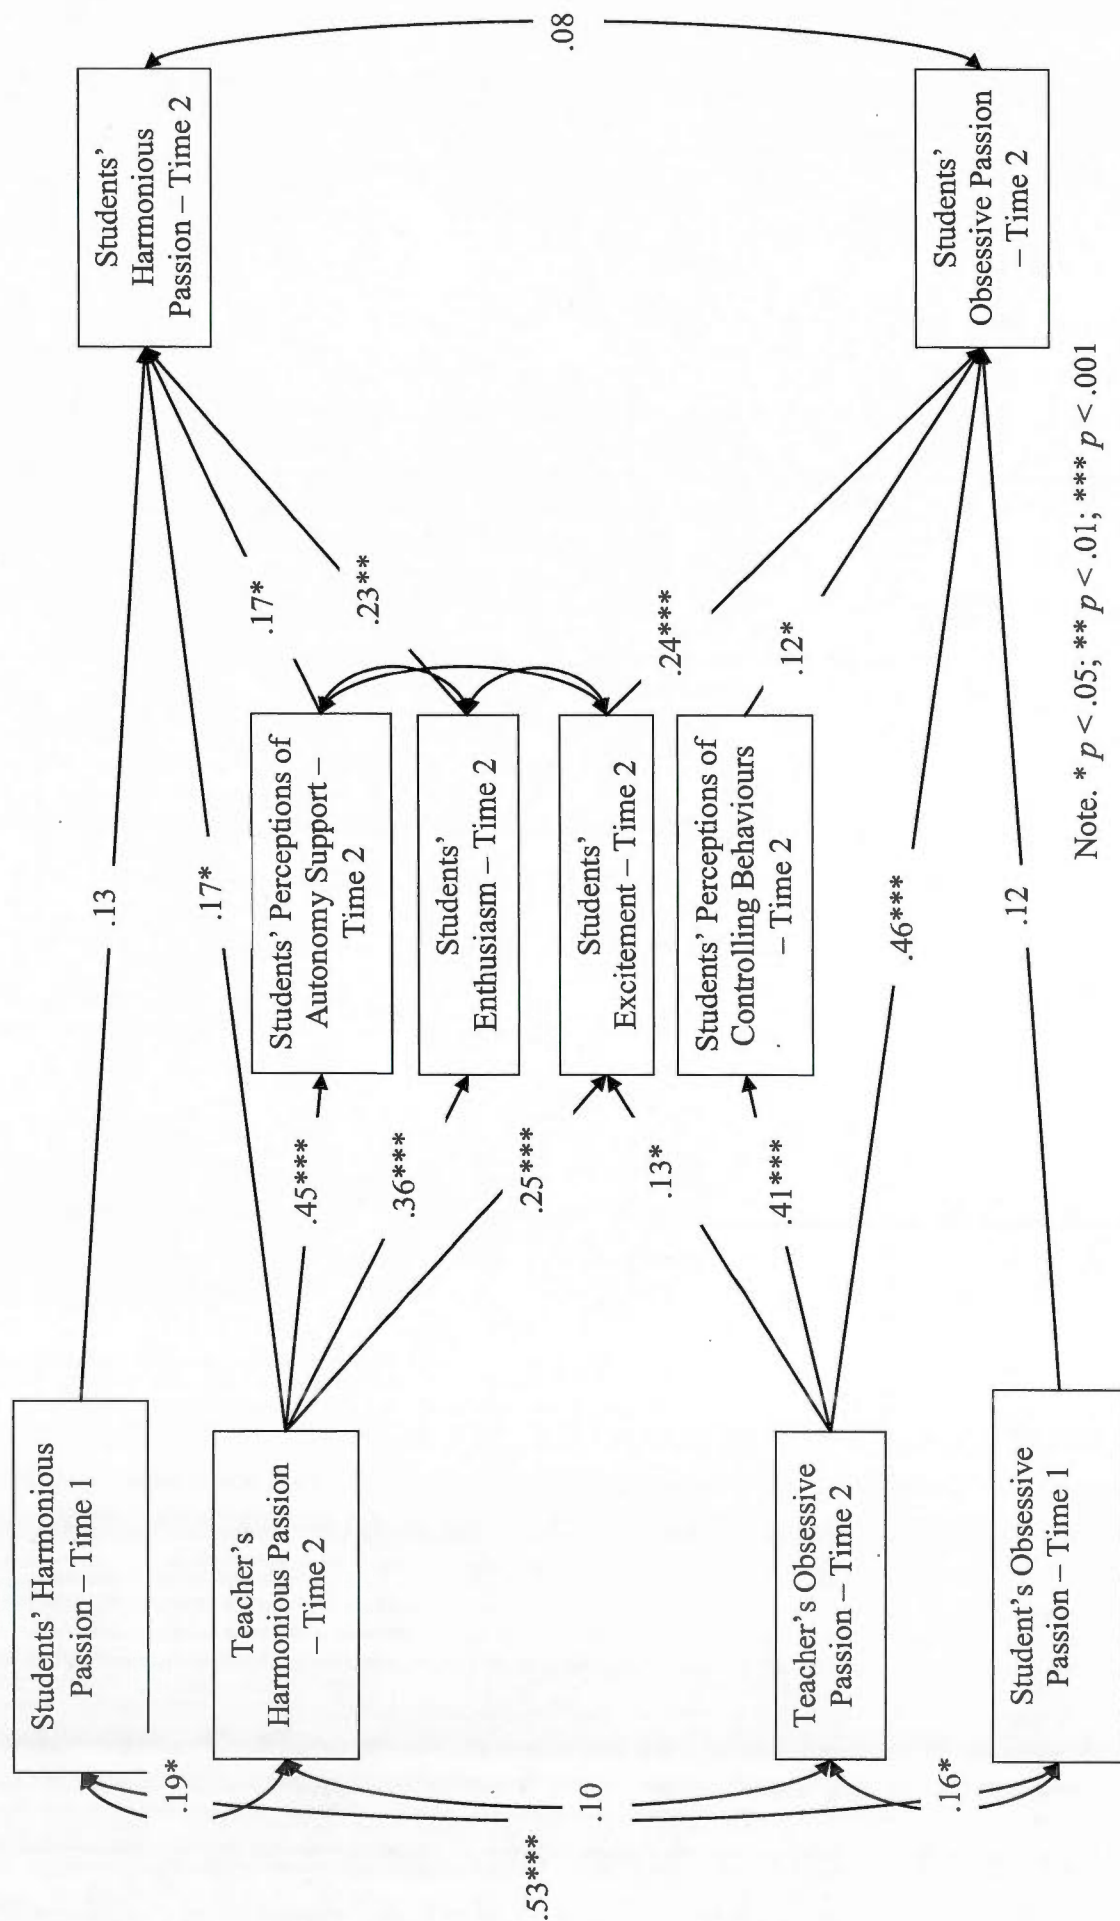 Students' Harmonious
Passion – Time 1
Teacher's
Harmonious Passion
– Time 2
Teacher's Obsessive
Passion – Time 2
Student's Obsessive
Passion – Time 1
.19*
.10
.53***
.16*
.13
.17*
.45***
.36***
.25***
.13*
.41***
.46***
.12
Students' Perceptions of
Autonomy Support –
Time 2
Students'
Enthusiasm – Time 2
Students'
Excitement – Time 2
Students' Perceptions of
Controlling Behaviours
– Time 2
.17*
.23**
.24***
.12*
Students'
Harmonious
Passion – Time 2
Students'
Obsessive Passion
– Time 2
.08
Note. * p < .05; ** p < .01; *** p < .001